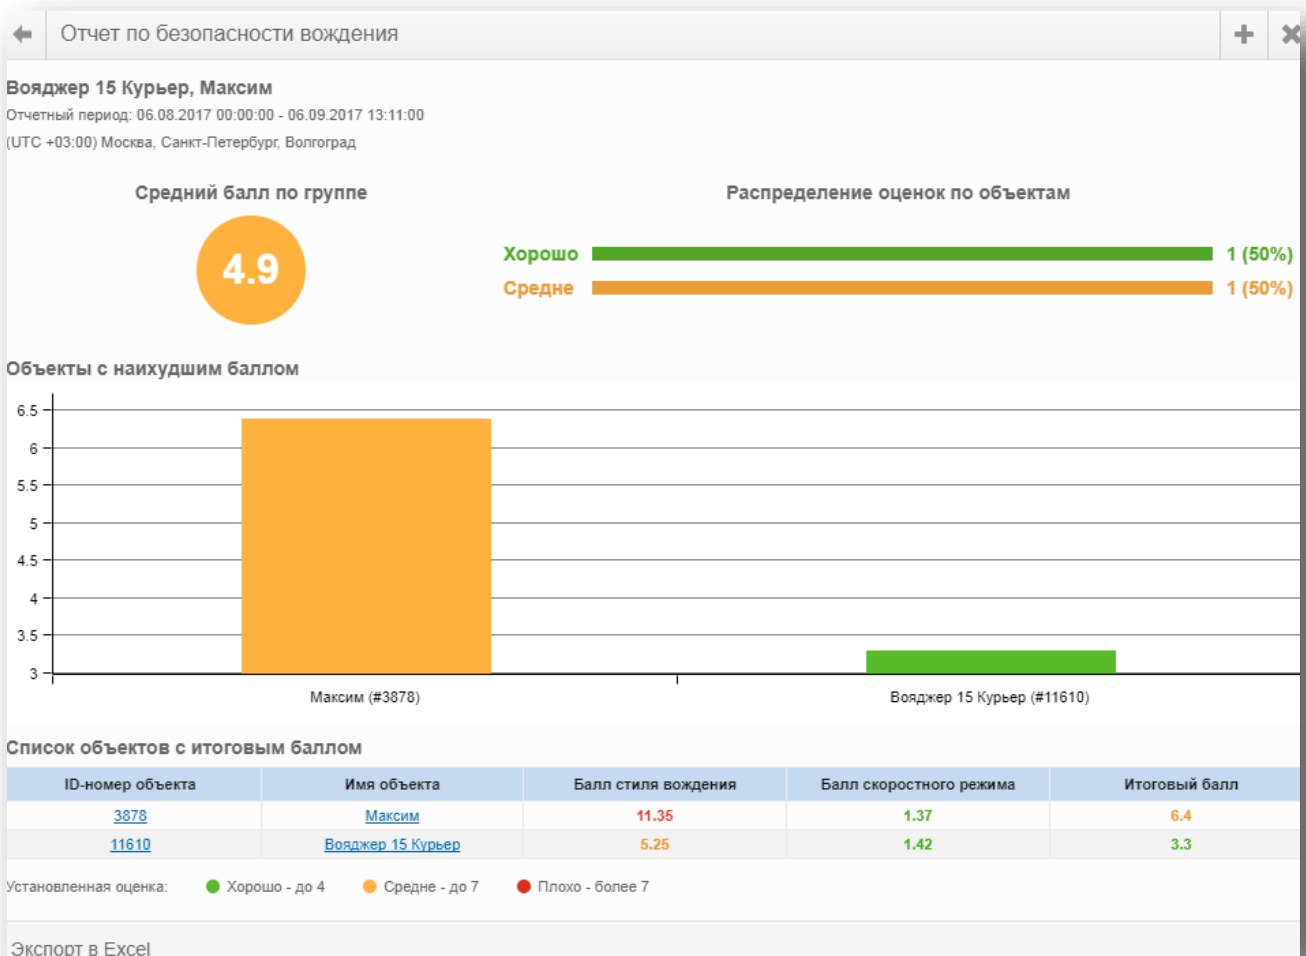 Отчет по безопасности вождения
Вояджер 15 Курьер, Максим
Отчетный период: 06.08.2017 00:00:00 - 06.09.2017 13:11:00
(UTC +03:00) Москва, Санкт-Петербург, Волгоград
Средний балл по группе
4.9
Распределение оценок по объектам
Хорошо 1 (50%)
Средне 1 (50%)
Объекты с наихудшим баллом
6.5
6
5.5
5
4.5
4
3.5
3
Максим (#3878) Вояджер 15 Курьер (#11610)
Список объектов с итоговым баллом
ID-номер объекта Имя объекта Балл стиля вождения Балл скоростного режима Итоговый балл
3878 Максим 11.35 1.37 6.4
11610 Вояджер 15 Курьер 5.25 1.42 3.3
Установленная оценка: Хорошо - до 4 Средне - до 7 Плохо - более 7
Экспорт в Excel